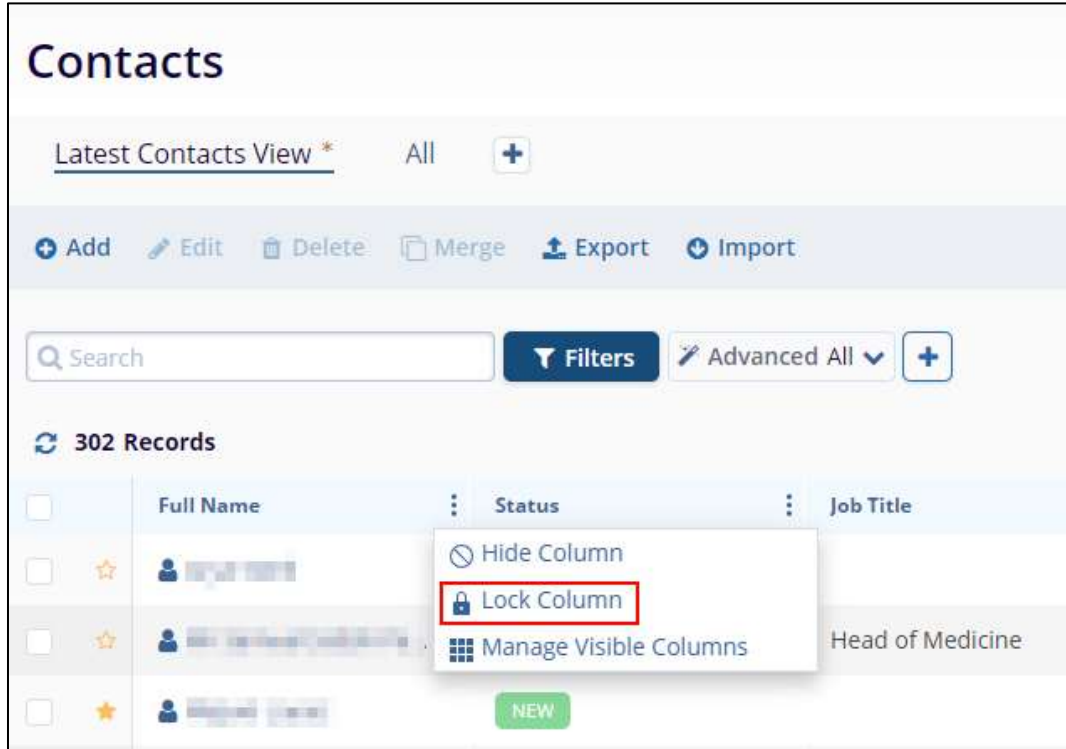 Contacts
Latest Contacts View * All
Add Edit Delete Merge Export Import
Search Filters Advanced All
302 Records
Full Name Status Job Title
Hide Column
Lock Column
Manage Visible Columns Head of Medicine
NEW